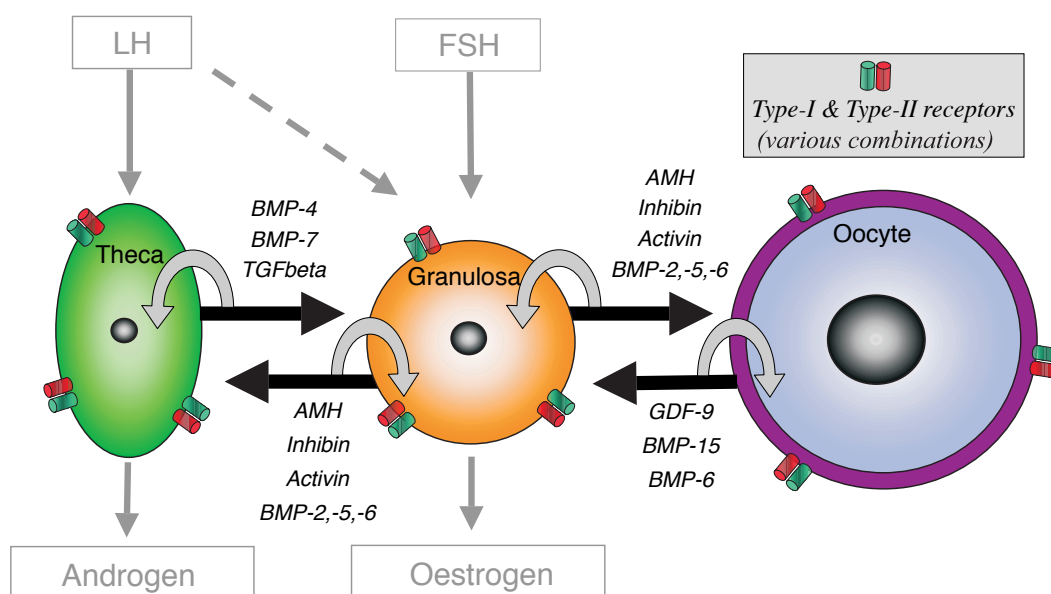 LH
FSH
Type-I & Type-II receptors
(various combinations)
BMP-4
BMP-7
TGFbeta
AMH
Inhibin
Activin
BMP-2,-5,-6
Theca
Granulosa
Oocyte
AMH
Inhibin
Activin
BMP-2,-5,-6
GDF-9
BMP-15
BMP-6
Androgen
Oestrogen